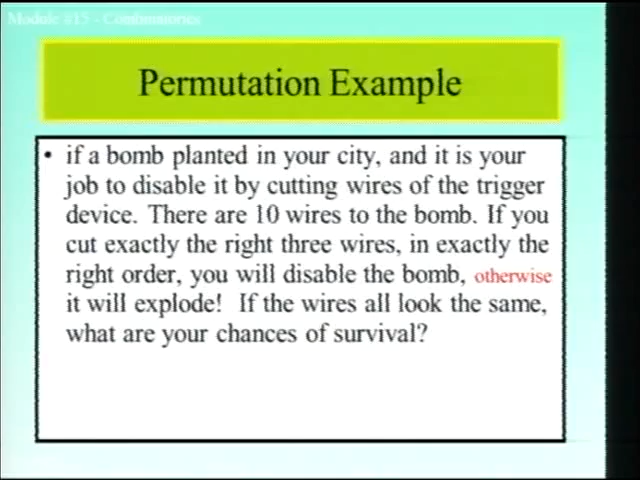 Module #15 - Combinatorics
Permutation Example
• if a bomb planted in your city, and it is your
job to disable it by cutting wires of the trigger
device. There are 10 wires to the bomb. If you
cut exactly the right three wires, in exactly the
right order, you will disable the bomb, otherwise
it will explode! If the wires all look the same,
what are your chances of survival?